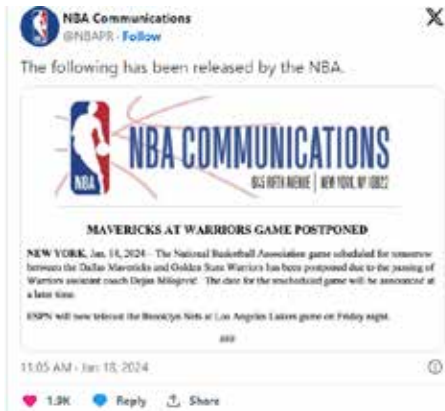 NBA Communications
@NBAPR · Follow
The following has been released by the NBA.
NBA
NBA COMMUNICATIONS
645 FIFTH AVENUE | NEW YORK, NY 10022
MAVERICKS AT WARRIORS GAME POSTPONED
NEW YORK, Jan. 18, 2024 – The National Basketball Association game scheduled for tomorrow
between the Dallas Mavericks and Golden State Warriors has been postponed due to the passing of
Warriors assistant coach Dejan Milojević. The date for the rescheduled game will be announced at
a later time.
ESPN will now telecast the Brooklyn Nets at Los Angeles Lakers game on Friday night.
###
11:05 AM · Jan 18, 2024
1.9K Reply Share